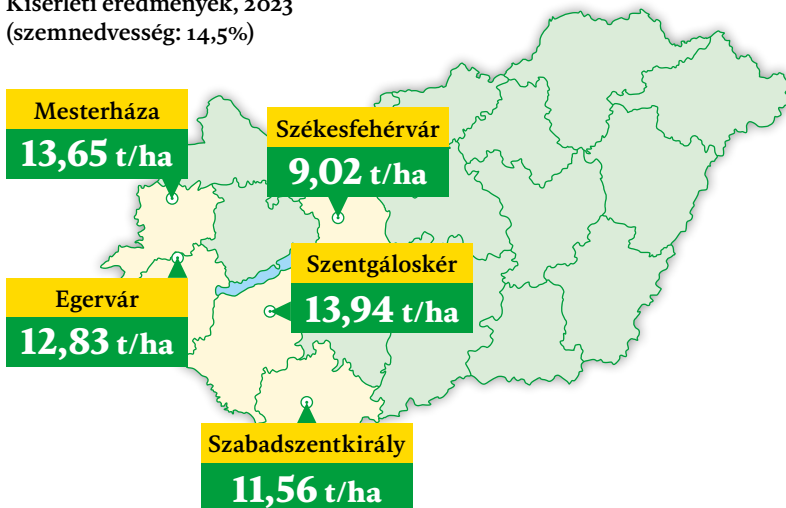 Kísérleti eredmények, 2023
(szemnedvesség: 14,5%)
Mesterháza
13,65 t/ha
Székesfehérvár
9,02 t/ha
Szentgáloskér
13,94 t/ha
Egervár
12,83 t/ha
Szabadszentkirály
11,56 t/ha